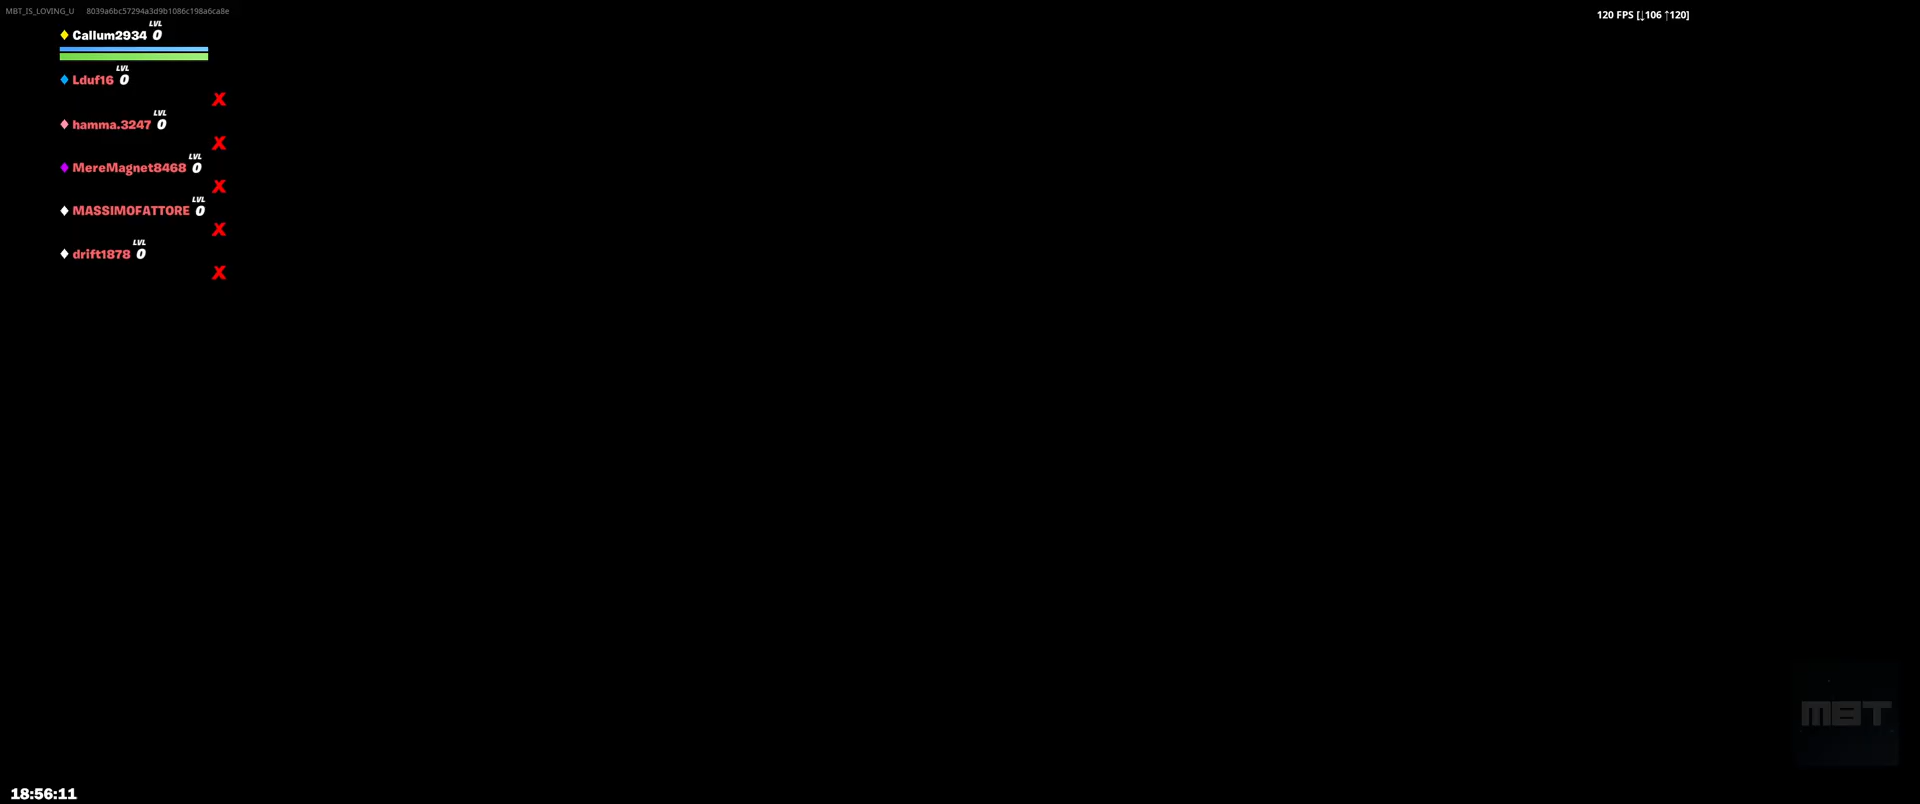 MBT_IS_LOVING_U 8039a6bc57294a3d9b1086c198a6ca8e
120 FPS [↓106 ↑120]
LVL
Callum2934 0
LVL
Lduf16 0
X
LVL
hamma.3247 0
X
LVL
MereMagnet8468 0
X
LVL
MASSIMOFATTORE 0
X
LVL
drift1878 0
X
MBT
18:56:11